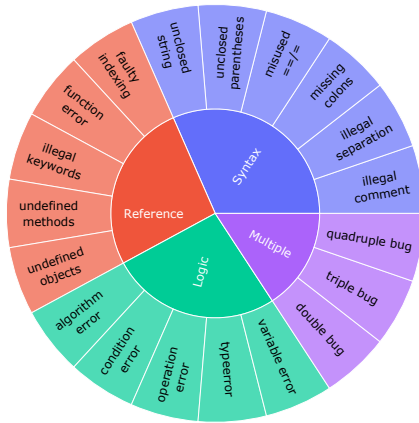 unclosed
string
unclosed
parentheses
misused
==/=
missing
colons
illegal
separation
illegal
comment
faulty
indexing
function
error
illegal
keywords
undefined
methods
undefined
objects
Syntax
Reference
Multiple
Logic
quadruple bug
triple bug
double bug
algorithm
error
condition
error
operation
error
typeerror
variable error